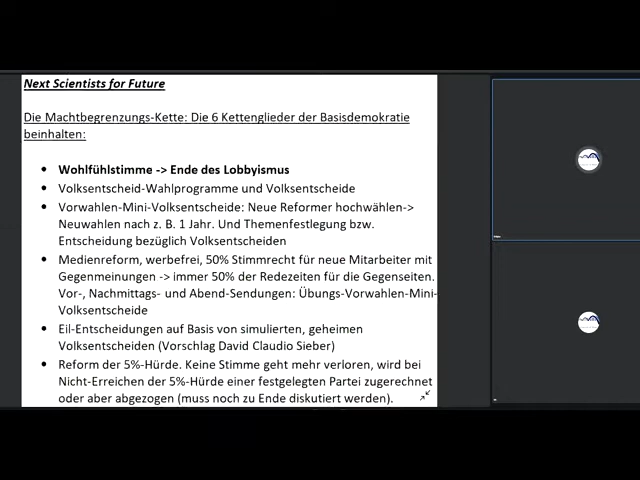 Next Scientists for Future
Die Machtbegrenzungs-Kette: Die 6 Kettenglieder der Basisdemokratie
beinhalten:
• Wohlfühlstimme -> Ende des Lobbyismus
• Volksentscheid-Wahlprogramme und Volksentscheide
• Vorwahlen-Mini-Volksentscheide: Neue Reformer hochwählen->
Neuwahlen nach z. B. 1 Jahr. Und Themenfestlegung bzw.
Entscheidung bezüglich Volksentscheiden
• Medienreform, werbefrei, 50% Stimmrecht für neue Mitarbeiter mit
Gegenmeinungen -> immer 50% der Redezeiten für die Gegenseiten.
Vor-, Nachmittags- und Abend-Sendungen: Übungs-Vorwahlen-Mini-
Volksentscheide
• Eil-Entscheidungen auf Basis von simulierten, geheimen
Volksentscheiden (Vorschlag David Claudio Sieber)
• Reform der 5%-Hürde. Keine Stimme geht mehr verloren, wird bei
Nicht-Erreichen der 5%-Hürde einer festgelegten Partei zugerechnet
oder aber abgezogen (muss noch zu Ende diskutiert werden).